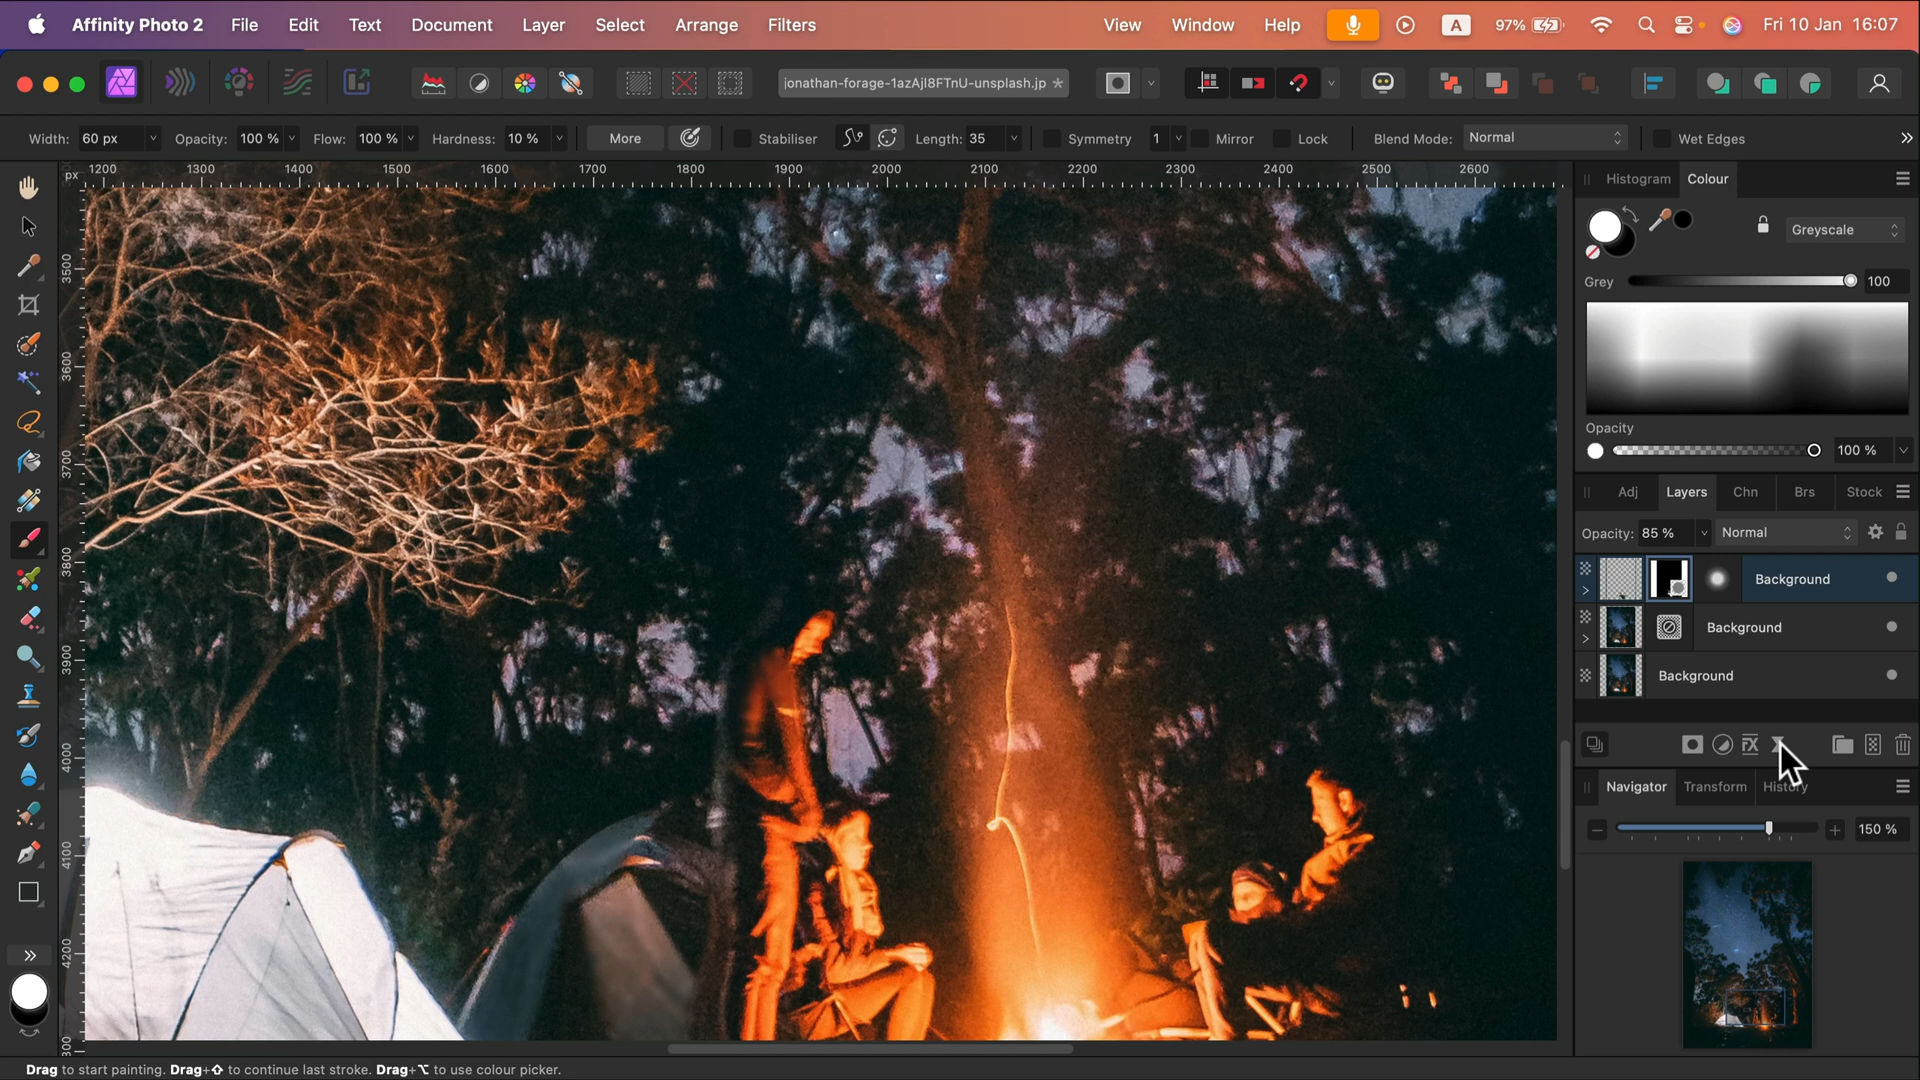 Affinity Photo 2 File Edit Text Document Layer Select Arrange Filters View Window Help A 97% Fri 10 Jan 16:07
jonathan-forage-1azAjl8FTnU-unsplash.jp *
Width: 60 px Opacity: 100 % Flow: 100 % Hardness: 10 % More Stabiliser Length: 35 Symmetry 1 Mirror Lock Blend Mode: Normal Wet Edges
px 1200 1300 1400 1500 1600 1700 1800 1900 2000 2100 2200 2300 2400 2500 2600
3500
3600
3700
3800
3900
4000
4100
4200
300
Histogram Colour
Greyscale
Grey 100
Opacity
100 %
Adj Layers Chn Brs Stock
Opacity: 85 % Normal
Background
Background
Background
Navigator Transform History
150 %
Drag to start painting. Drag+⇧ to continue last stroke. Drag+⌥ to use colour picker.